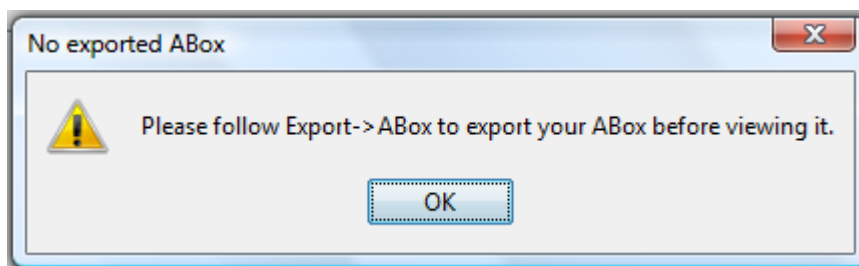 No exported ABox
Please follow Export->ABox to export your ABox before viewing it.
OK